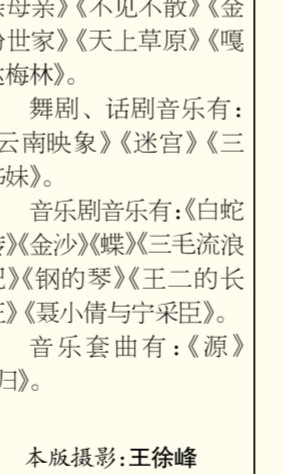 亲母亲》《不见不散》《金
粉世家》《天上草原》《嘎
达梅林》。
舞剧、话剧音乐有：
《云南映象》《迷宫》《三
姊妹》。
音乐剧音乐有：《白蛇
传》《金沙》《蝶》《三毛流浪
记》《钢的琴》《王二的长
征》《聂小倩与宁采臣》。
音乐套曲有：《源》
《归》。
本版摄影：王徐峰